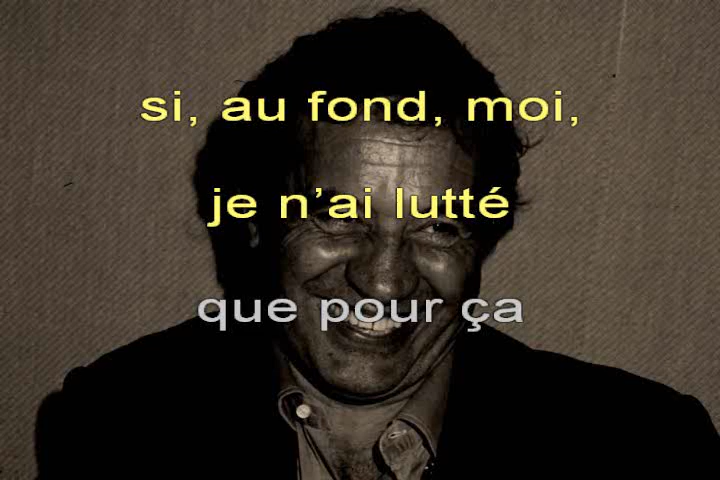 si, au fond, moi,
je n’ai lutté
que pour ça